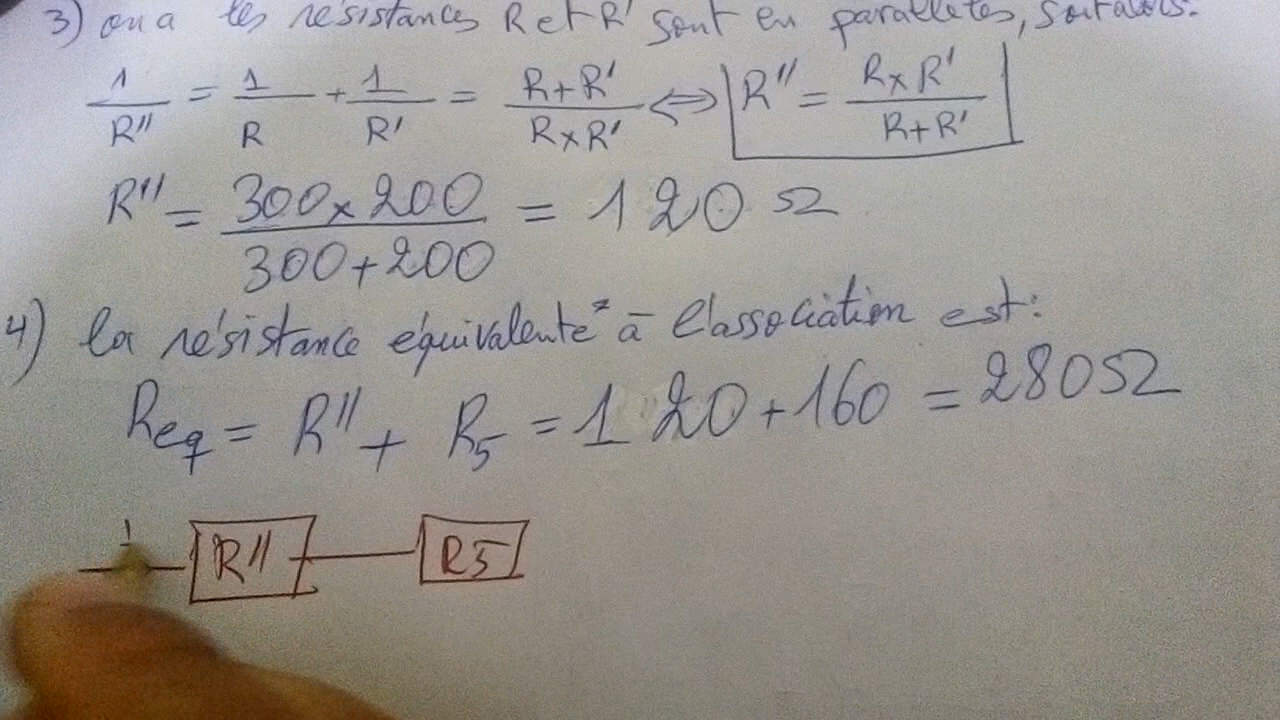 3) on a les résistances R et R' sont en parallèles, soit alors:
1/R'' = 1/R + 1/R' = R+R'/R×R' ⇔ R'' = R×R'/R+R'
R'' = 300×200/300+200 = 120 Ω
4) la résistance équivalente à l'association est:
Req = R'' + R5 = 120 + 160 = 280 Ω
R'' R5